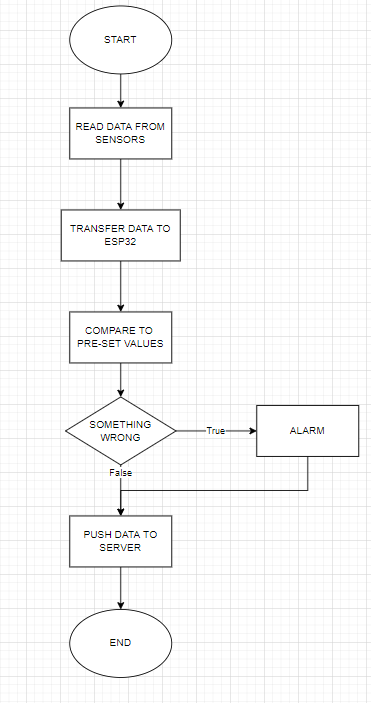 START
READ DATA FROM
SENSORS
TRANSFER DATA TO
ESP32
COMPARE TO
PRE-SET VALUES
SOMETHING
WRONG
True
ALARM
False
PUSH DATA TO
SERVER
END